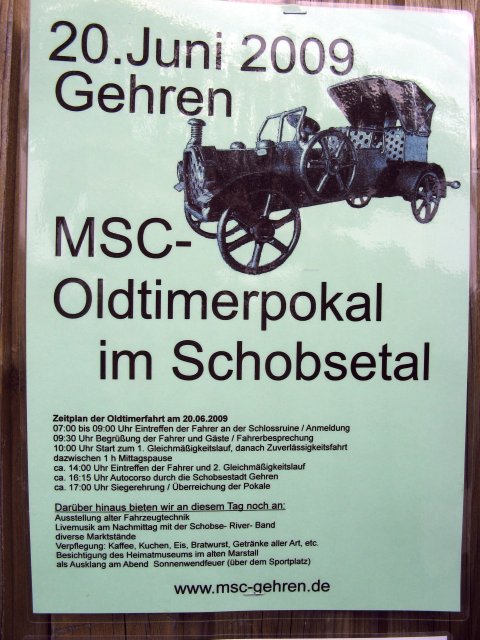 20.Juni 2009
Gehren
MSC-
Oldtimerpokal
im Schobsetal
Zeitplan der Oldtimerfahrt am 20.06.2009
07:00 bis 09:00 Uhr Eintreffen der Fahrer an der Schlossruine / Anmeldung
09:30 Uhr Begrüßung der Fahrer und Gäste / Fahrerbesprechung
10:00 Uhr Start zum 1. Gleichmäßigkeitslauf, danach Zuverlässigkeitsfahrt
dazwischen 1 h Mittagspause
ca. 14:00 Uhr Eintreffen der Fahrer und 2. Gleichmäßigkeitslauf
ca. 16:15 Uhr Autocorso durch die Schobsestadt Gehren
ca. 17:00 Uhr Siegerehrung / Überreichung der Pokale
Darüber hinaus bieten wir an diesem Tag noch an:
Ausstellung alter Fahrzeugtechnik
Livemusik am Nachmittag mit der Schobse- River- Band
diverse Marktstände
Verpflegung: Kaffee, Kuchen, Eis, Bratwurst, Getränke aller Art, etc.
Besichtigung des Heimatmuseums im alten Marstall
als Ausklang am Abend Sonnenwendfeuer (über dem Sportplatz)
www.msc-gehren.de